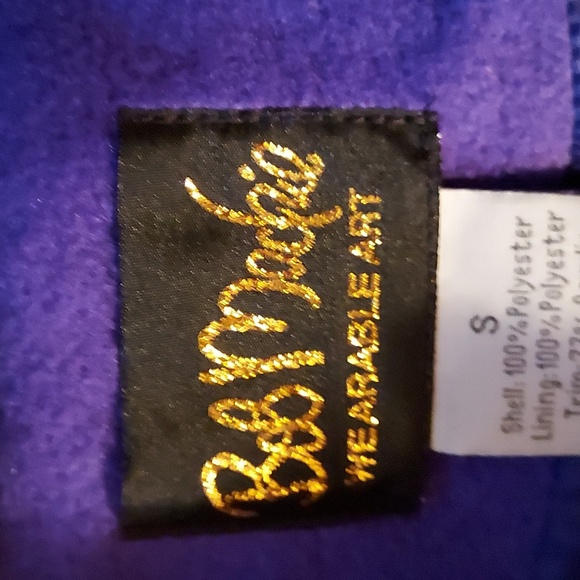 Bob Mackie
WEARABLE ART
S
Shell: 100% Polyester
Lining: 100% Polyester